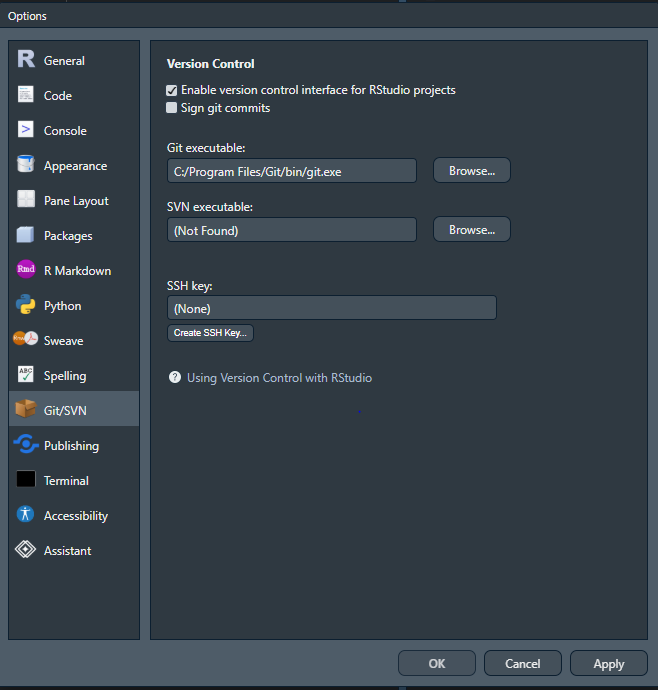 Options
General
Code
Console
Appearance
Pane Layout
Packages
Rmd R Markdown
Python
Sweave
ABC Spelling
Git/SVN
Publishing
Terminal
Accessibility
Assistant
Version Control
Enable version control interface for RStudio projects
Sign git commits
Git executable:
C:/Program Files/Git/bin/git.exe Browse...
SVN executable:
(Not Found) Browse...
SSH key:
(None)
Create SSH Key...
? Using Version Control with RStudio
OK Cancel Apply